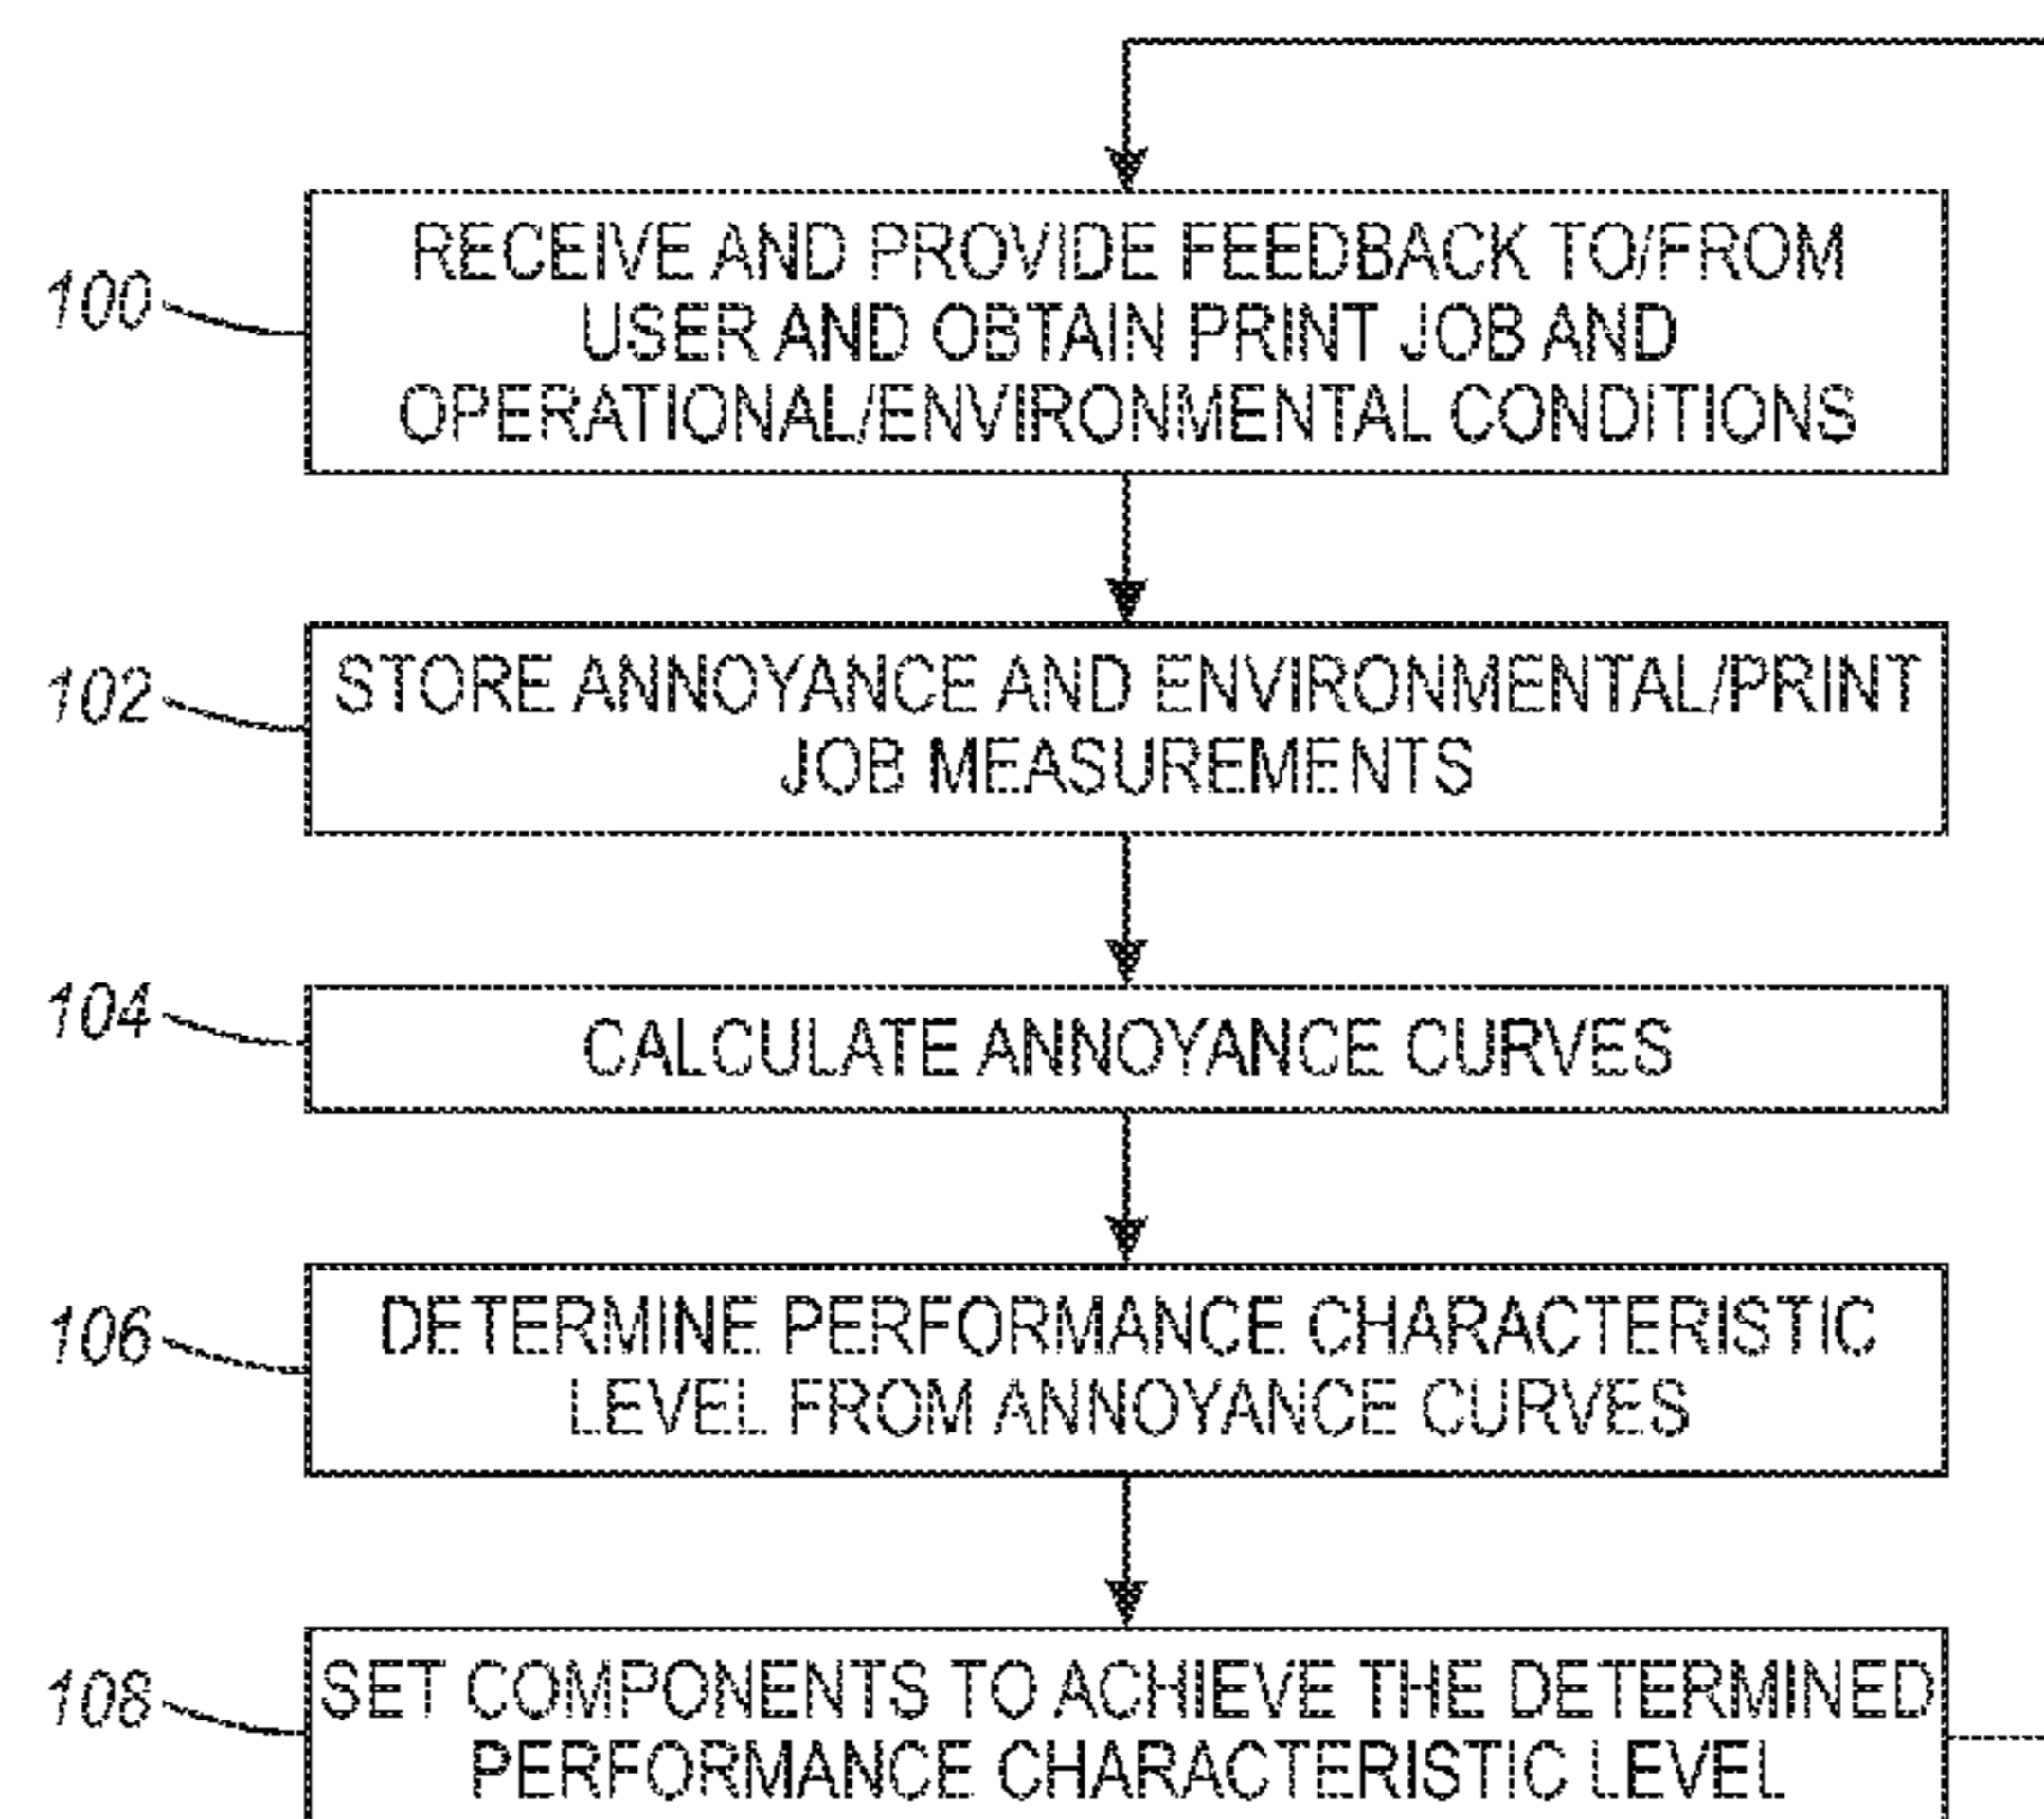 100
RECEIVE AND PROVIDE FEEDBACK TO/FROM
USER AND OBTAIN PRINT JOB AND
OPERATIONAL/ENVIRONMENTAL CONDITIONS
102
STORE ANNOYANCE AND ENVIRONMENTAL/PRINT
JOB MEASUREMENTS
104
CALCULATE ANNOYANCE CURVES
106
DETERMINE PERFORMANCE CHARACTERISTIC
LEVEL FROM ANNOYANCE CURVES
108
SET COMPONENTS TO ACHIEVE THE DETERMINED
PERFORMANCE CHARACTERISTIC LEVEL